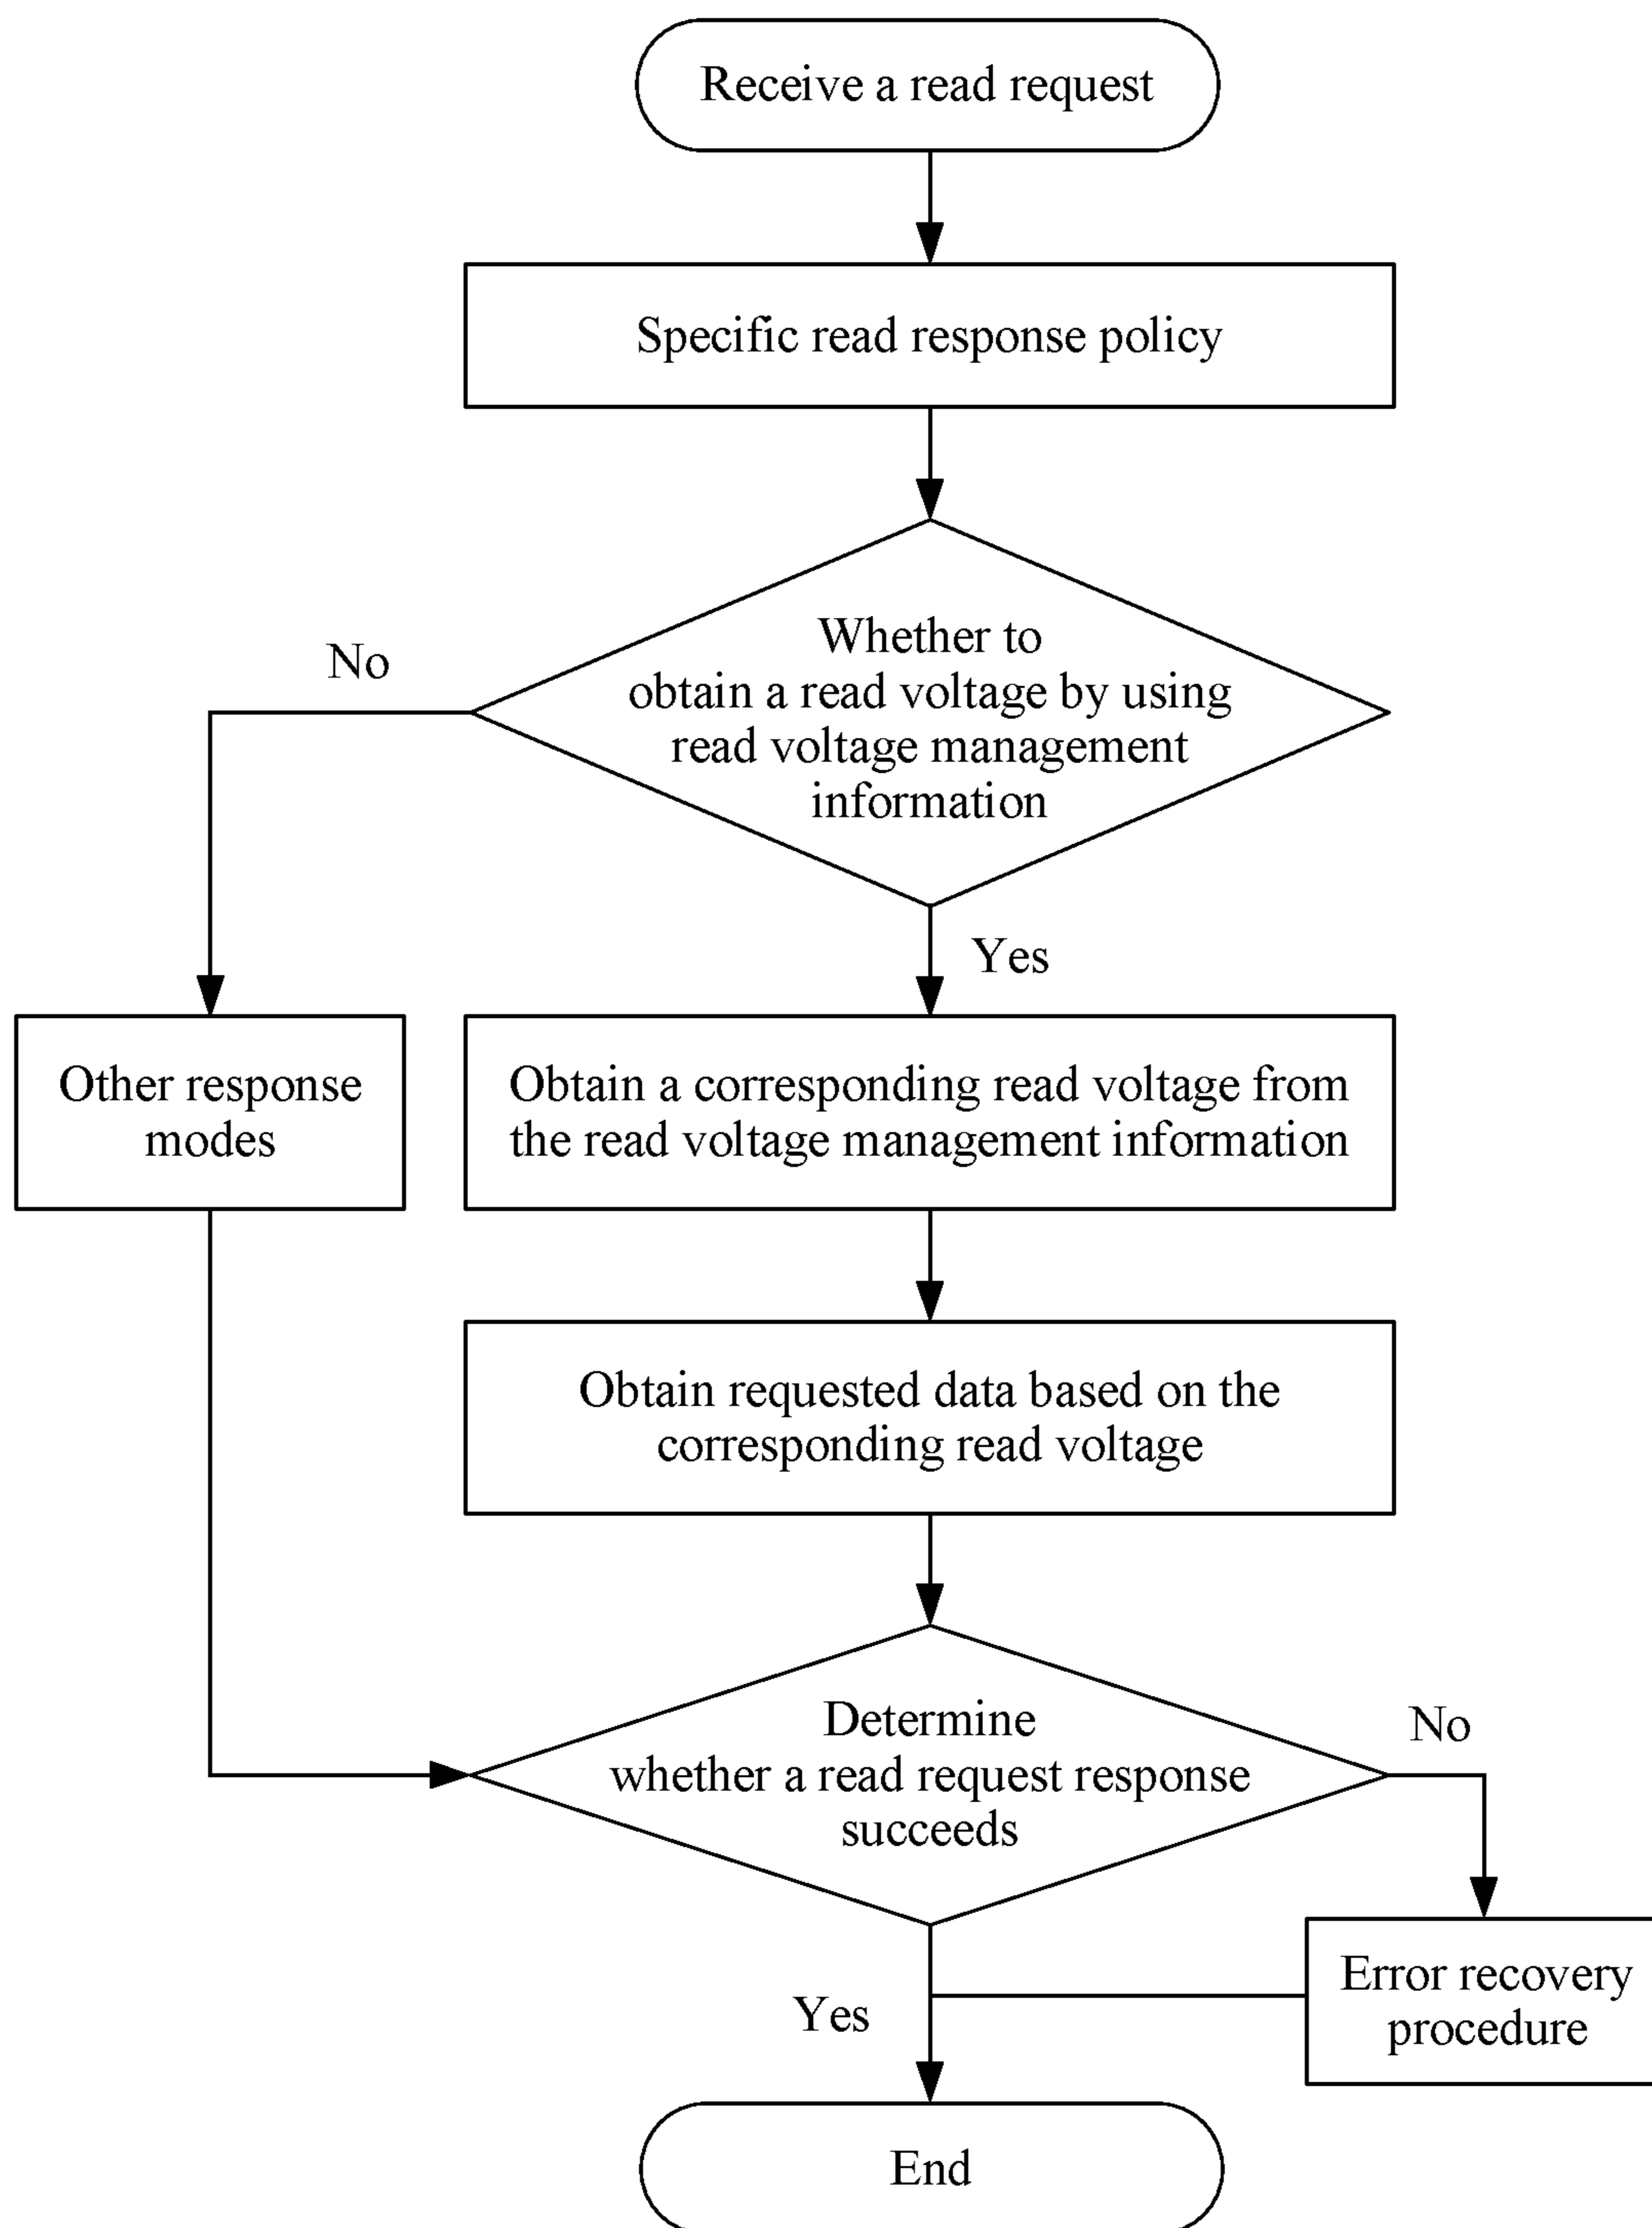 Receive a read request
Specific read response policy
Whether to
obtain a read voltage by using
read voltage management
information
No
Yes
Other response
modes
Obtain a corresponding read voltage from
the read voltage management information
Obtain requested data based on the
corresponding read voltage
Determine
whether a read request response
succeeds
No
Yes
Error recovery
procedure
End